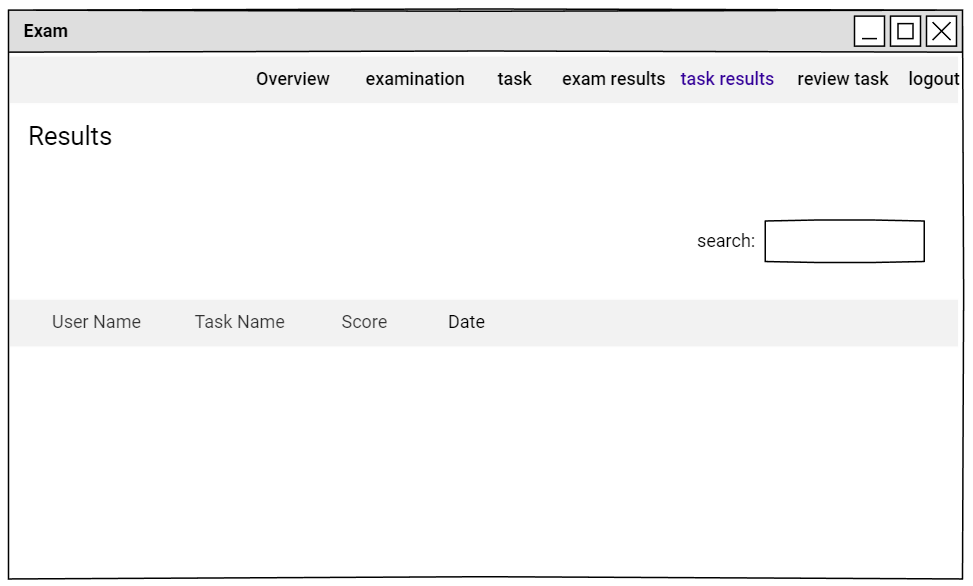 Exam
Overview examination task exam results task results review task logout
Results
search:
User Name Task Name Score Date